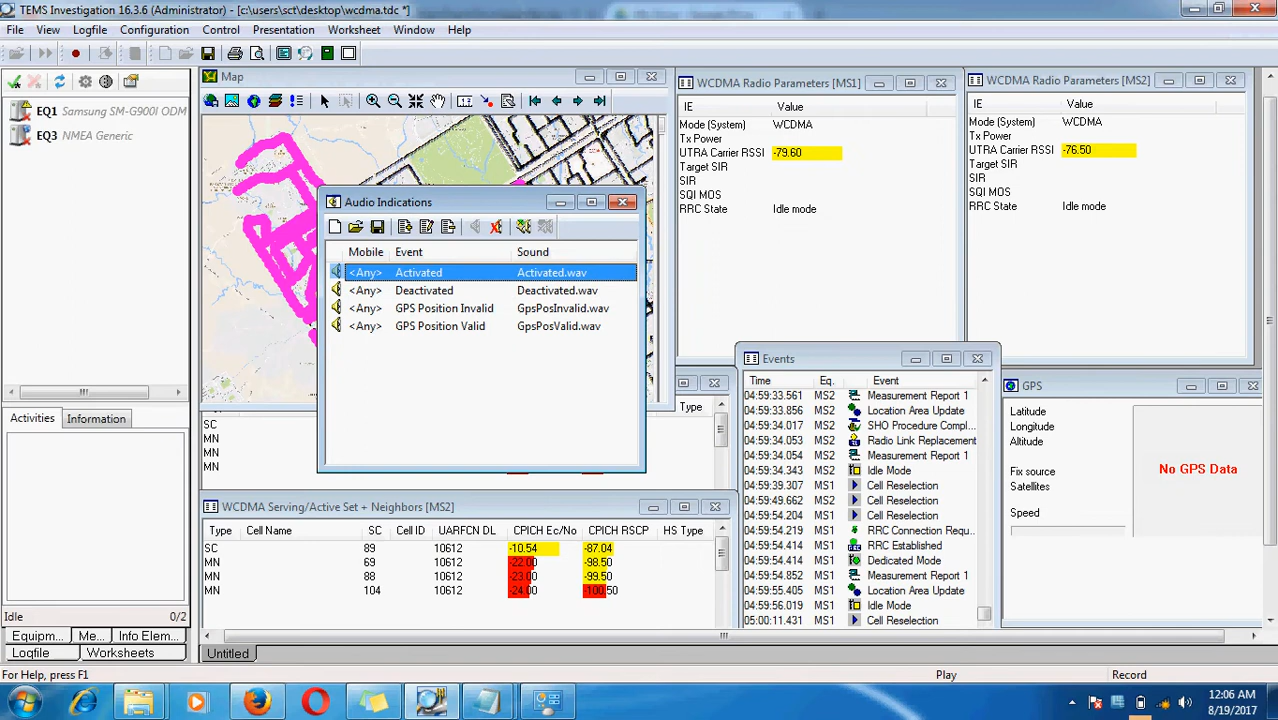 TEMS Investigation 16.3.6 (Administrator) - [c:\users\sct\desktop\wcdma.tdc *]
File View Logfile Configuration Control Presentation Worksheet Window Help
EQ1 Samsung SM-G900I ODM
EQ3 NMEA Generic
Activities Information
Idle 0/2
Equipm... Me... Info Elem...
Logfile Worksheets
Map
Audio Indications
Mobile Event Sound
<Any> Activated Activated.wav
<Any> Deactivated Deactivated.wav
<Any> GPS Position Invalid GpsPosInvalid.wav
<Any> GPS Position Valid GpsPosValid.wav
WCDMA Radio Parameters [MS1]
IE Value
Mode (System) WCDMA
Tx Power
UTRA Carrier RSSI -79.60
Target SIR
SIR
SQI MOS
RRC State Idle mode
WCDMA Radio Parameters [MS2]
IE Value
Mode (System) WCDMA
Tx Power
UTRA Carrier RSSI -76.50
Target SIR
SIR
SQI MOS
RRC State Idle mode
Type
SC
MN
MN
MN
WCDMA Serving/Active Set + Neighbors [MS2]
Type Cell Name SC Cell ID UARFCN DL CPICH Ec/No CPICH RSCP HS Type
SC 89 10612 -10.54 -87.04
MN 69 10612 -22.00 -98.50
MN 88 10612 -23.00 -99.50
MN 104 10612 -24.00 -100.50
Events
Time Eq. Event
04:59:33.561 MS2 Measurement Report 1
04:59:33.856 MS2 Location Area Update
04:59:34.017 MS2 SHO Procedure Compl...
04:59:34.053 MS2 Radio Link Replacement
04:59:34.054 MS2 Measurement Report 1
04:59:34.343 MS2 Idle Mode
04:59:39.307 MS1 Cell Reselection
04:59:49.662 MS2 Cell Reselection
04:59:54.204 MS1 Cell Reselection
04:59:54.219 MS1 RRC Connection Requ...
04:59:54.414 MS1 RRC Established
04:59:54.414 MS1 Dedicated Mode
04:59:54.852 MS1 Measurement Report 1
04:59:55.405 MS1 Location Area Update
04:59:56.019 MS1 Idle Mode
05:00:11.431 MS1 Cell Reselection
GPS
Latitude
Longitude
Altitude
Fix source
Satellites
Speed
No GPS Data
Untitled
For Help, press F1 Play Record
12:06 AM
8/19/2017